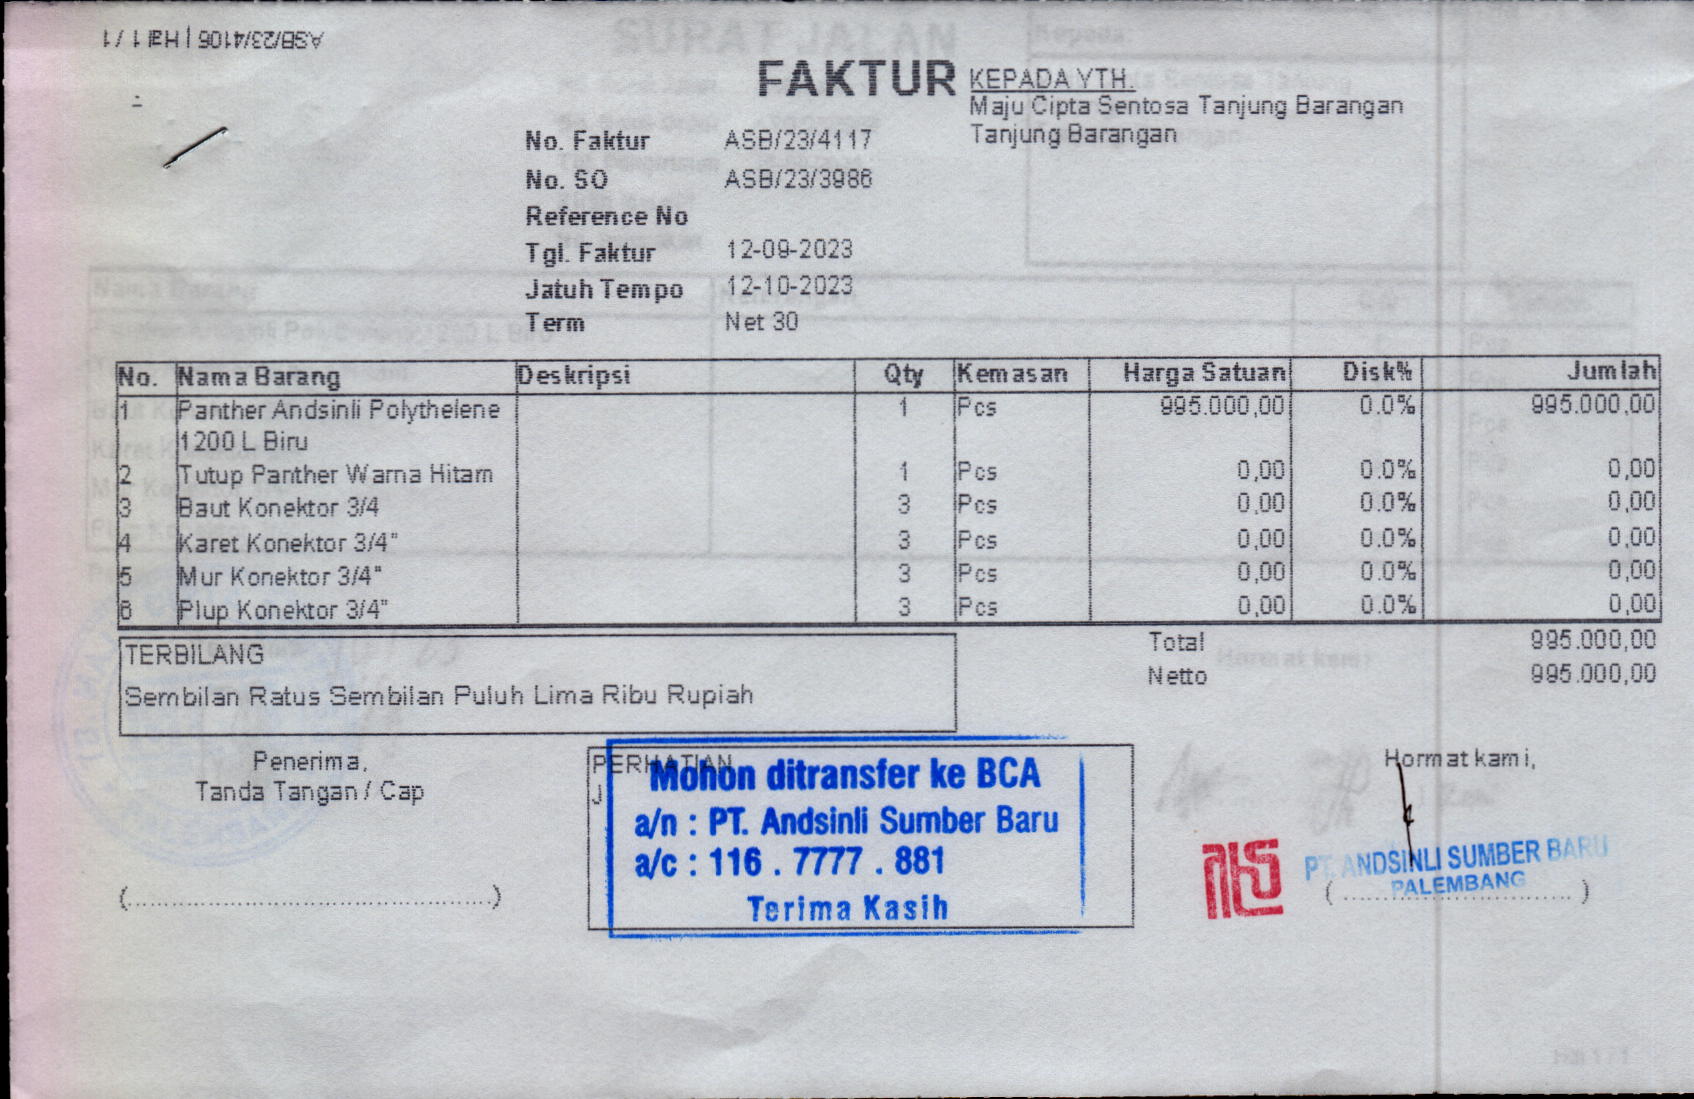 ASB/23/4106 | Hal 1 / 1
FAKTUR
KEPADA YTH.
Maju Cipta Sentosa Tanjung Barangan
Tanjung Barangan
No. Faktur ASB/23/4117
No. SO ASB/23/3986
Reference No
Tgl. Faktur 12-09-2023
Jatuh Tempo 12-10-2023
Term Net 30
No. Nama Barang Deskripsi Qty Kemasan Harga Satuan Disk% Jumlah
1 Panther Andsinli Polythelene 1 Pcs 995.000,00 0.0% 995.000,00
1200 L Biru
2 Tutup Panther Warna Hitam 1 Pcs 0,00 0.0% 0,00
3 Baut Konektor 3/4 3 Pcs 0,00 0.0% 0,00
4 Karet Konektor 3/4" 3 Pcs 0,00 0.0% 0,00
5 Mur Konektor 3/4" 3 Pcs 0,00 0.0% 0,00
6 Plup Konektor 3/4" 3 Pcs 0,00 0.0% 0,00
Total 995.000,00
Netto 995.000,00
TERBILANG
Sembilan Ratus Sembilan Puluh Lima Ribu Rupiah
Penerima,
Tanda Tangan / Cap
(...............................................)
PERHATIAN
Mohon ditransfer ke BCA
a/n : PT. Andsinli Sumber Baru
a/c : 116 . 7777 . 881
Terima Kasih
Hormat kami,
PT. ANDSINLI SUMBER BARU
PALEMBANG
(..............................)